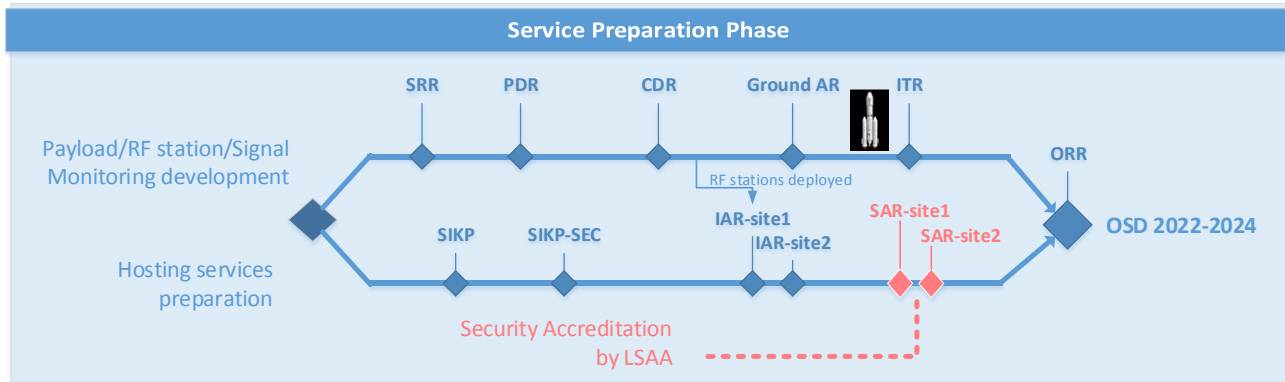 Service Preparation Phase
SRR
PDR
CDR
Ground AR
ITR
Payload/RF station/Signal
Monitoring development
ORR
RF stations deployed
IAR-site1
SAR-site1
SIKP
SIKP-SEC
IAR-site2
SAR-site2
OSD 2022-2024
Hosting services
preparation
Security Accreditation
by LSAA